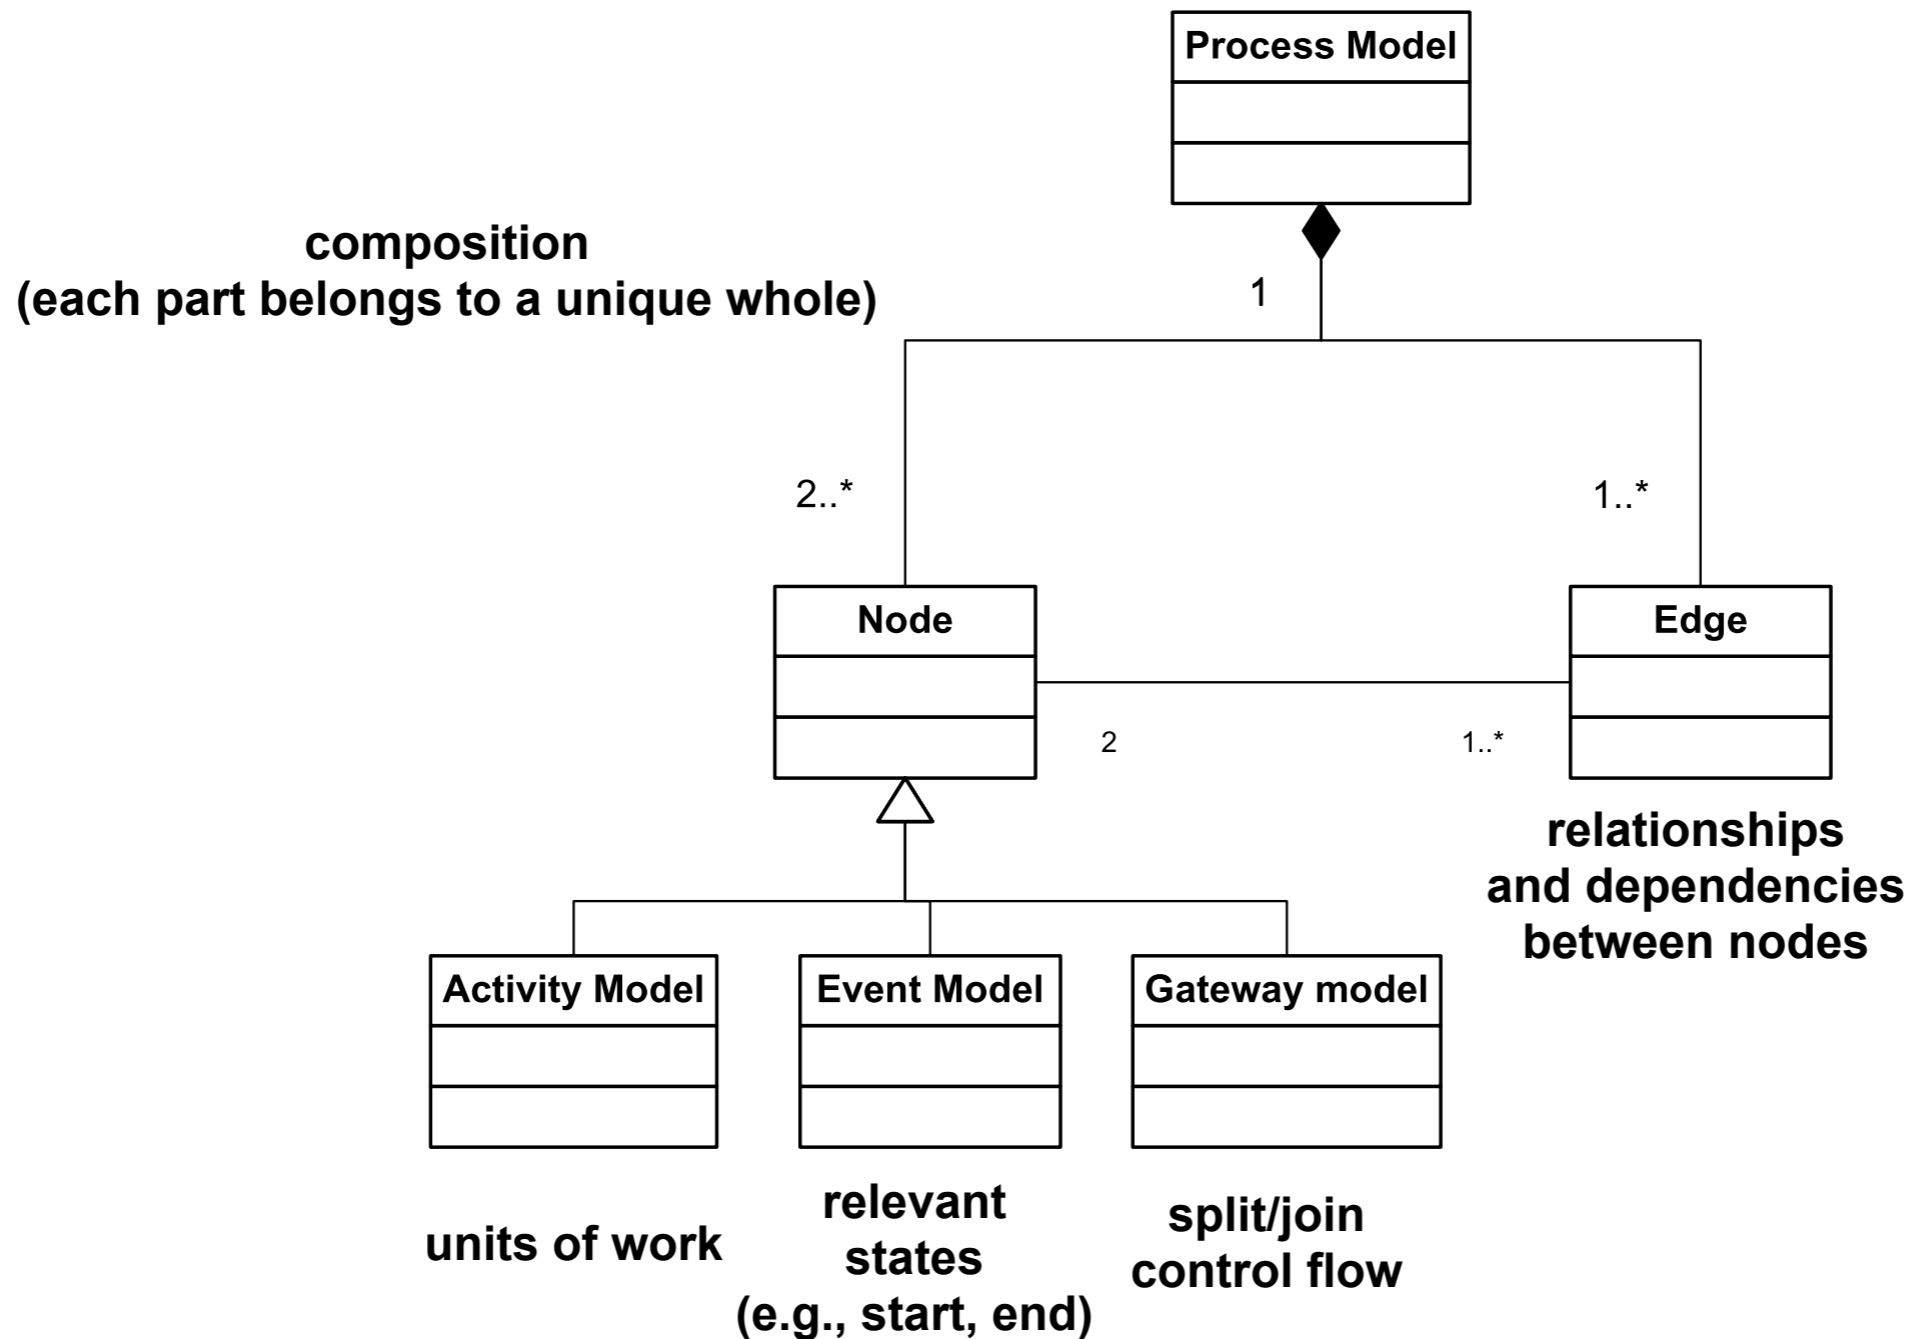 Process Model
composition
(each part belongs to a unique whole)
1
2..*
1..*
Node
Edge
2
1..*
relationships
and dependencies
between nodes
Activity Model
Event Model
Gateway model
units of work
relevant
states
(e.g., start, end)
split/join
control flow